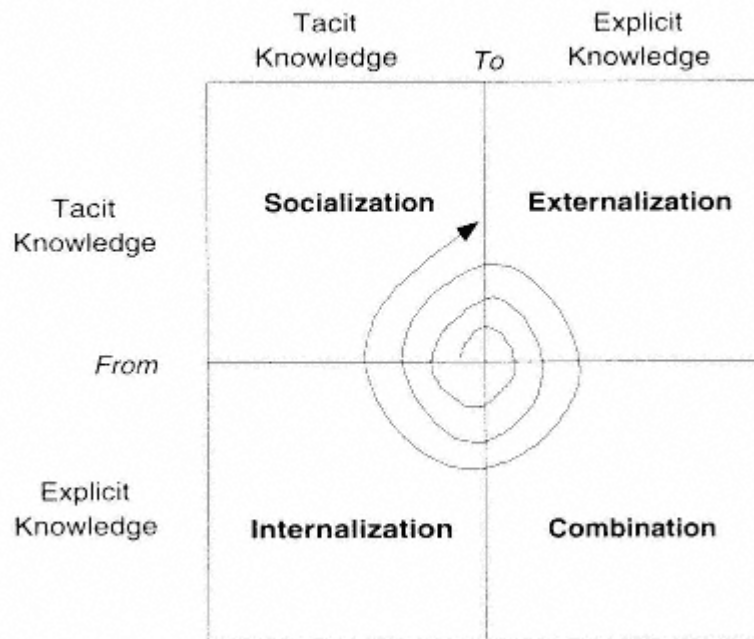 Tacit
Knowledge
To
Explicit
Knowledge
Tacit
Knowledge
Socialization
Externalization
From
Explicit
Knowledge
Internalization
Combination